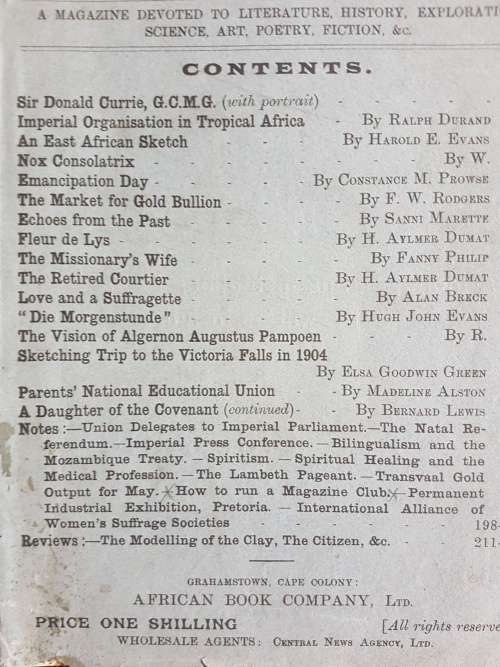 A MAGAZINE DEVOTED TO LITERATURE, HISTORY, EXPLORATI
SCIENCE, ART, POETRY, FICTION, &c.
CONTENTS.
Sir Donald Currie, G.C.M.G. (with portrait) - - - - -
Imperial Organisation in Tropical Africa - By RALPH DURAND
An East African Sketch - - - - By HAROLD E. EVANS
Nox Consolatrix - - - - - - - By W.
Emancipation Day - - - - By CONSTANCE M. PROWSE
The Market for Gold Bullion - - - - By F. W. RODGERS
Echoes from the Past - - - - By SANNI MARETTE
Fleur de Lys - - - - - By H. AYLMER DUMAT
The Missionary's Wife - - - - By FANNY PHILIP
The Retired Courtier - - - - By H. AYLMER DUMAT
Love and a Suffragette - - - - By ALAN BRECK
"Die Morgenstunde" - - - - By HUGH JOHN EVANS
The Vision of Algernon Augustus Pampoen - - - By R.
Sketching Trip to the Victoria Falls in 1904
By ELSA GOODWIN GREEN
Parents' National Educational Union - - By MADELINE ALSTON
A Daughter of the Covenant (continued) - - By BERNARD LEWIS
Notes :—Union Delegates to Imperial Parliament.—The Natal Re-
ferendum.—Imperial Press Conference.—Bilingualism and the
Mozambique Treaty.—Spiritism.—Spiritual Healing and the
Medical Profession.—The Lambeth Pageant.—Transvaal Gold
Output for May.—How to run a Magazine Club.—Permanent
Industrial Exhibition, Pretoria.—International Alliance of
Women's Suffrage Societies - - - - - - 198-
Reviews :—The Modelling of the Clay, The Citizen, &c. - - 211-
GRAHAMSTOWN, CAPE COLONY:
AFRICAN BOOK COMPANY, LTD.
PRICE ONE SHILLING [All rights reserve
WHOLESALE AGENTS: CENTRAL NEWS AGENCY, LTD.